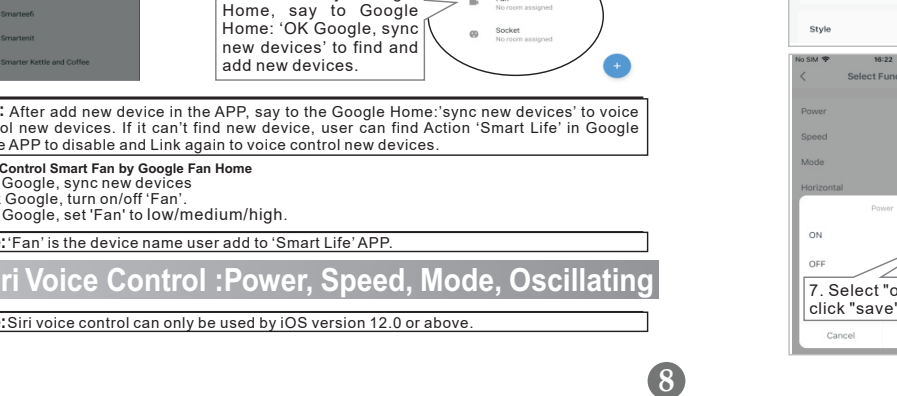 Smarteefi
Smartenit
Smarter Kettle and Coffee
Home, say to Google
Home: 'OK Google, sync
new devices' to find and
add new devices.
No room assigned
Socket
No room assigned
+
: After add new device in the APP, say to the Google Home:'sync new devices' to voice
ol new devices. If it can't find new device, user can find Action 'Smart Life' in Google
e APP to disable and Link again to voice control new devices.
Control Smart Fan by Google Fan Home
Google, sync new devices
Google, turn on/off 'Fan'.
Google, set 'Fan' to low/medium/high.
:'Fan' is the device name user add to 'Smart Life' APP.
ri Voice Control :Power, Speed, Mode, Oscillating
:Siri voice control can only be used by iOS version 12.0 or above.
8
Style
No SIM 16:22
< Select Fun
Power
Speed
Mode
Horizontal
Power
ON
OFF
7. Select "o
click "save"
Cancel